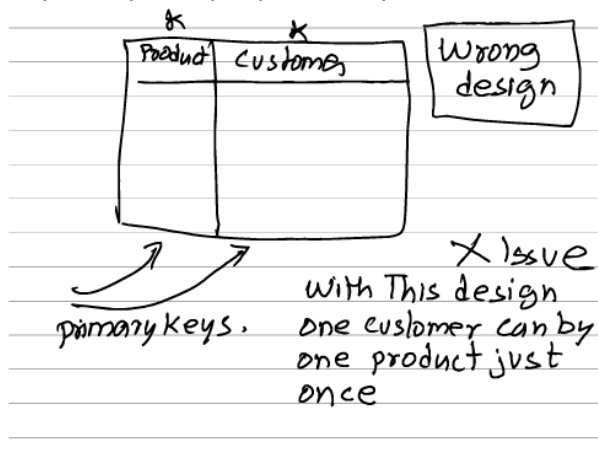 Product Customer
Wrong
design
X Issue
With This design
primary keys. one customer can by
one product just
once